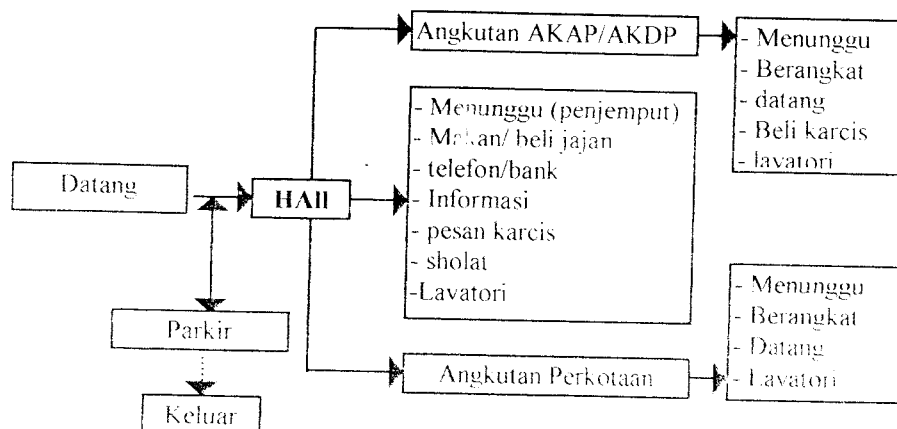 Angkutan AKAP/AKDP
- Menunggu
- Berangkat
- datang
- Beli karcis
- lavatori
- Menunggu (penjemput)
- Makan/ beli jajan
- telefon/bank
- Informasi
- pesan karcis
- sholat
-Lavatori
Datang
HAll
Parkir
Keluar
Angkutan Perkotaan
- Menunggu
- Berangkat
- Datang
- Lavatori